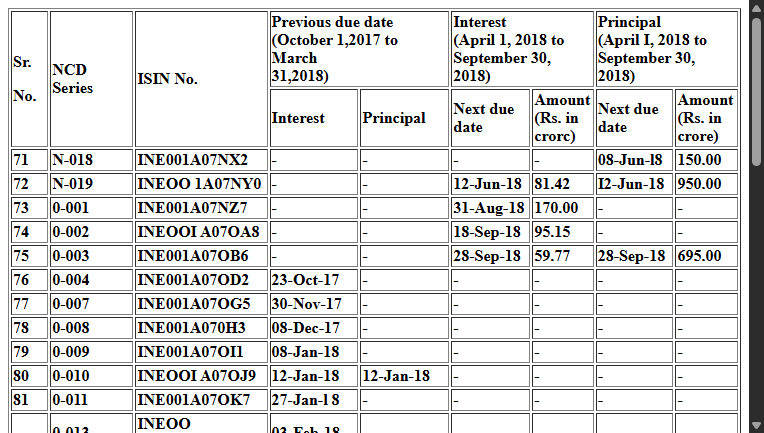 Sr.
No.
NCD
Series
ISIN No.
Previous due date
(October 1,2017 to
March
31,2018)
Interest
(April 1, 2018 to
September 30,
2018)
Principal
(April I, 2018 to
September 30,
2018)
Interest
Principal
Next due
date
Amount
(Rs. in
crorc)
Next due
date
Amount
(Rs. in
crore)
71 N-018 INE001A07NX2 - - - - 08-Jun-l8 150.00
72 N-019 INEOO 1A07NY0 - - 12-Jun-18 81.42 I2-Jun-18 950.00
73 0-001 INE001A07NZ7 - - 31-Aug-18 170.00 - -
74 0-002 INEOOI A07OA8 - - 18-Sep-18 95.15 - -
75 0-003 INE001A07OB6 - - 28-Sep-18 59.77 28-Sep-18 695.00
76 0-004 INE001A07OD2 23-Oct-17 - - - - -
77 0-007 INE001A07OG5 30-Nov-17 - - - - -
78 0-008 INE001A070H3 08-Dec-17 - - - - -
79 0-009 INE001A07OI1 08-Jan-18 - - - - -
80 0-010 INEOOI A07OJ9 12-Jan-18 12-Jan-18 - - - -
81 0-011 INE001A07OK7 27-Jan-l 8 - - - - -
0-013 INEOO 03-Feb-18